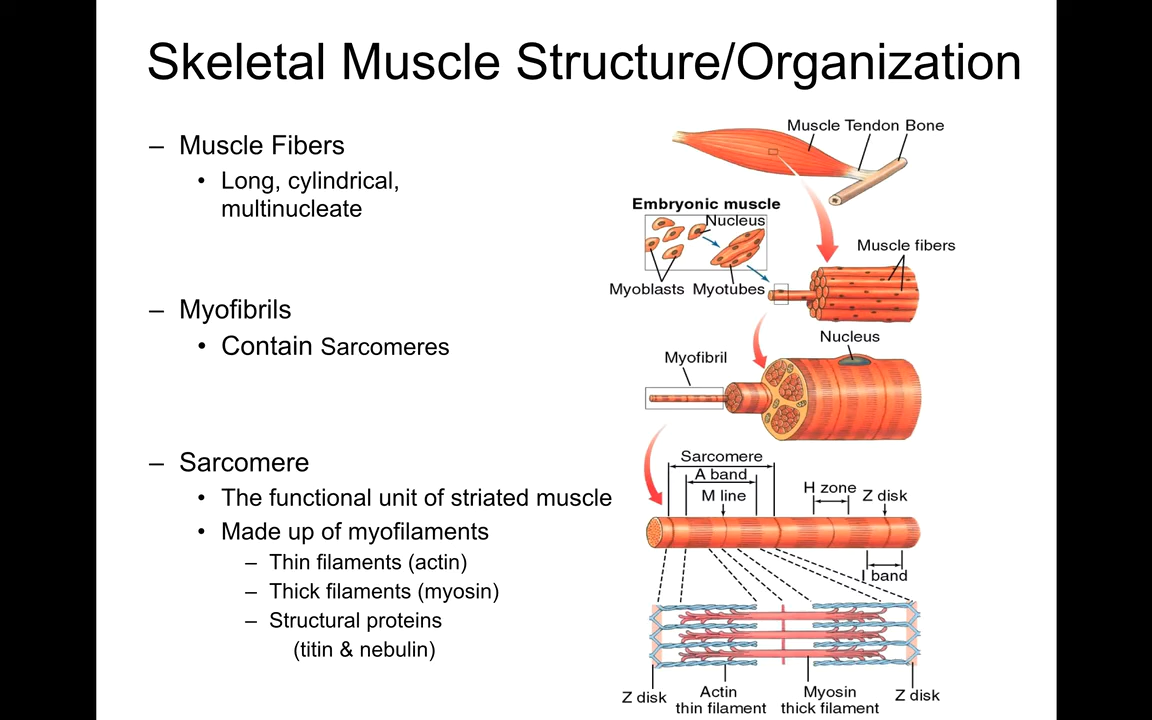 Skeletal Muscle Structure/Organization
– Muscle Fibers
• Long, cylindrical,
multinucleate
– Myofibrils
• Contain Sarcomeres
– Sarcomere
• The functional unit of striated muscle
• Made up of myofilaments
– Thin filaments (actin)
– Thick filaments (myosin)
– Structural proteins
(titin & nebulin)
Muscle Tendon Bone
Embryonic muscle
Nucleus
Muscle fibers
Myoblasts Myotubes
Nucleus
Myofibril
Sarcomere
A band
M line
H zone
Z disk
I band
Z disk
Actin
thin filament
Myosin
thick filament
Z disk